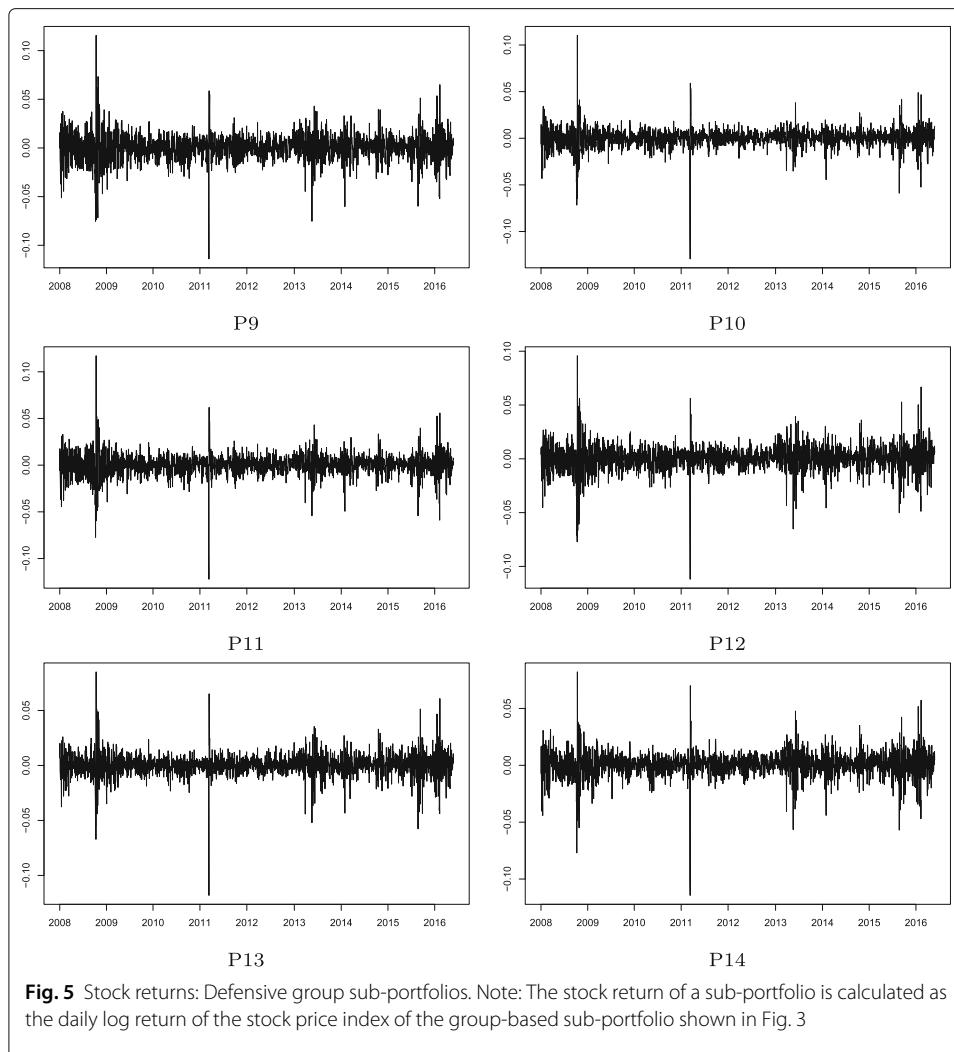 0.10
0.05
0.00
−0.05
−0.10
2008 2009 2010 2011 2012 2013 2014 2015 2016
P9
0.10
0.05
0.00
−0.05
−0.10
2008 2009 2010 2011 2012 2013 2014 2015 2016
P10
0.10
0.05
0.00
−0.05
−0.10
2008 2009 2010 2011 2012 2013 2014 2015 2016
P11
0.10
0.05
0.00
−0.05
−0.10
2008 2009 2010 2011 2012 2013 2014 2015 2016
P12
0.05
0.00
−0.05
−0.10
2008 2009 2010 2011 2012 2013 2014 2015 2016
P13
0.05
0.00
−0.05
−0.10
2008 2009 2010 2011 2012 2013 2014 2015 2016
P14
Fig. 5 Stock returns: Defensive group sub-portfolios. Note: The stock return of a sub-portfolio is calculated as
the daily log return of the stock price index of the group-based sub-portfolio shown in Fig. 3